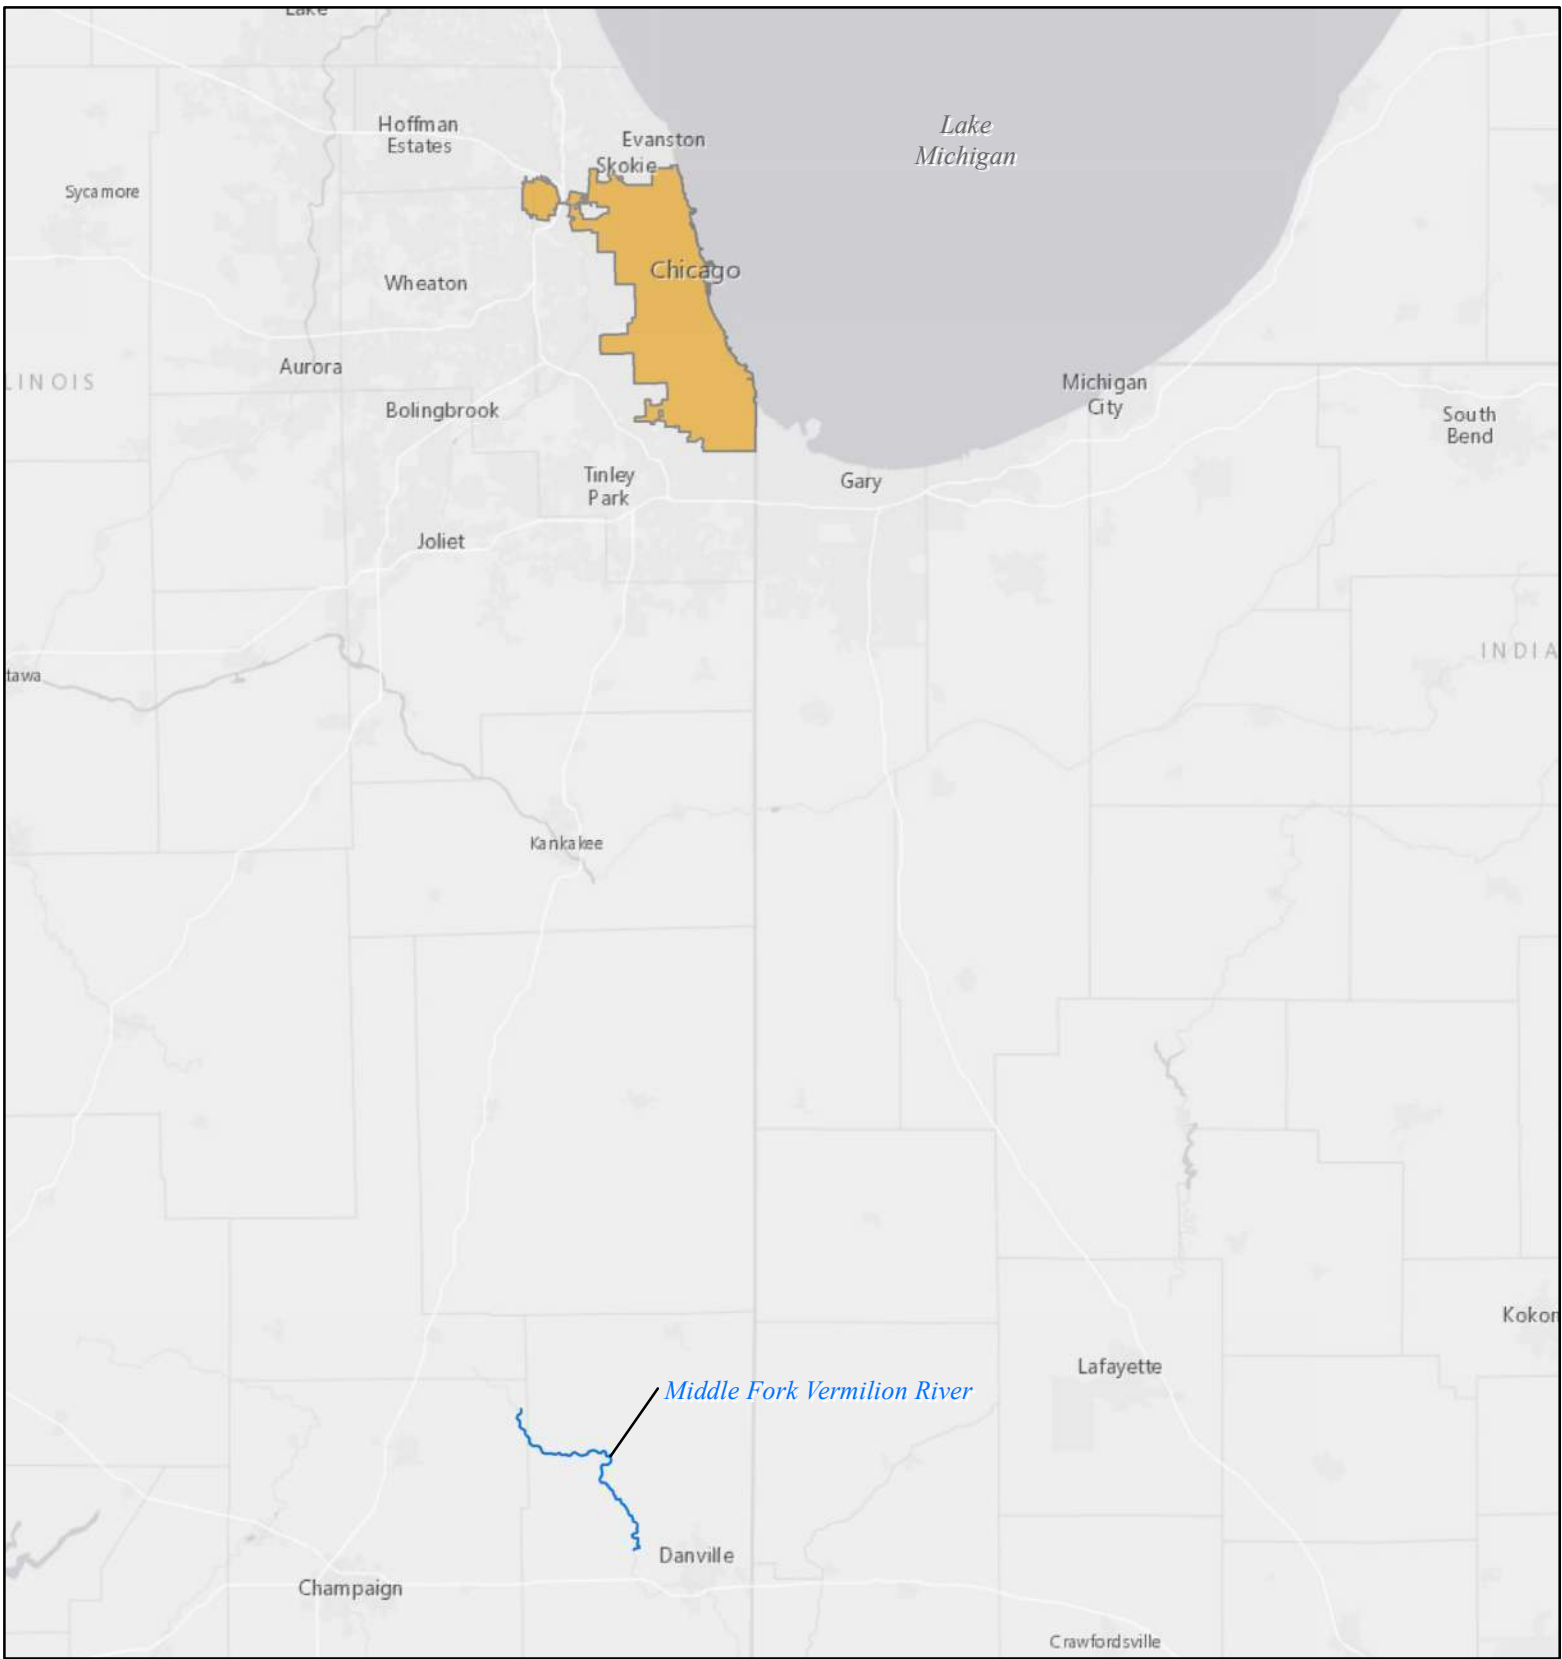 Lake
Hoffman
Estates
Evanston
Skokie
Lake
Michigan
Sycamore
Chicago
Wheaton
Aurora
LINOIS
Bolingbrook
Michigan
City
South
Bend
Tinley
Park
Gary
Joliet
INDIA
tawa
Kankakee
Kokor
Lafayette
Middle Fork Vermilion River
Danville
Champaign
Crawfordsville